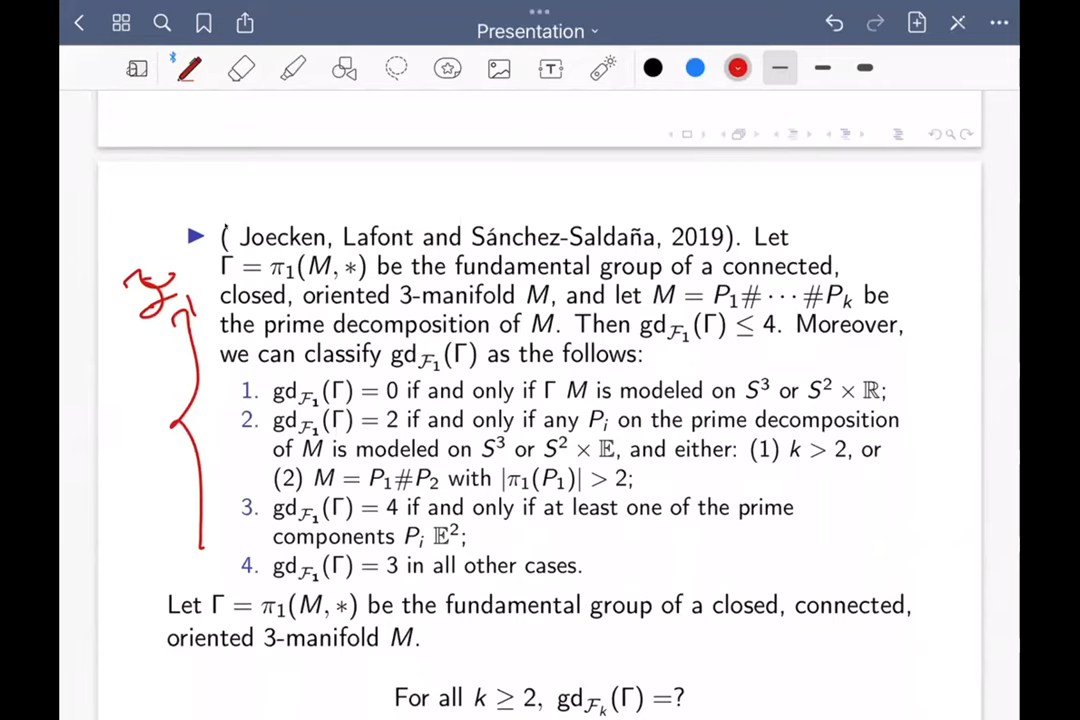 Presentation
( Joecken, Lafont and Sánchez-Saldaña, 2019). Let
Γ = π₁(M, ∗) be the fundamental group of a connected,
closed, oriented 3-manifold M, and let M = P₁# ⋯ #Pₖ be
the prime decomposition of M. Then gd_{ℱ₁}(Γ) ≤ 4. Moreover,
we can classify gd_{ℱ₁}(Γ) as the follows:
1. gd_{ℱ₁}(Γ) = 0 if and only if Γ M is modeled on S³ or S² × ℝ;
2. gd_{ℱ₁}(Γ) = 2 if and only if any Pᵢ on the prime decomposition
of M is modeled on S³ or S² × 𝔼, and either: (1) k > 2, or
(2) M = P₁#P₂ with |π₁(P₁)| > 2;
3. gd_{ℱ₁}(Γ) = 4 if and only if at least one of the prime
components Pᵢ 𝔼²;
4. gd_{ℱ₁}(Γ) = 3 in all other cases.
Let Γ = π₁(M, ∗) be the fundamental group of a closed, connected,
oriented 3-manifold M.
For all k ≥ 2, gd_{ℱₖ}(Γ) =?